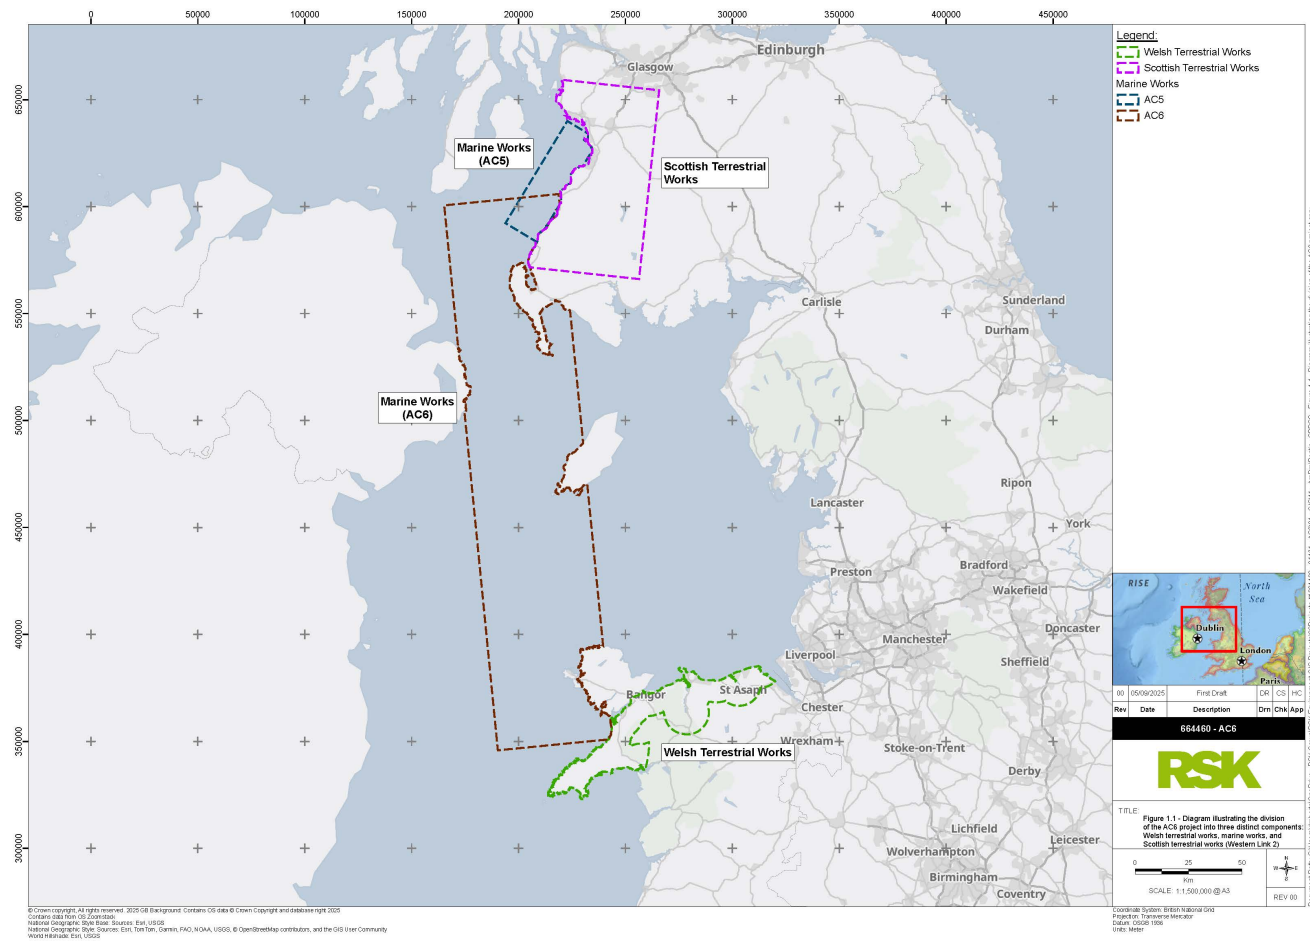 0 50000 100000 150000 200000 250000 300000 350000 400000 450000
650000
600000
550000
500000
450000
400000
350000
300000
Edinburgh
Glasgow
Marine Works
(AC5)
Scottish Terrestrial
Works
Carlisle
Sunderland
Durham
Marine Works
(AC6)
Ripon
Lancaster
York
Preston
Bradford
Wakefield
Doncaster
Manchester
Liverpool
Sheffield
Bangor
St Asaph
Chester
Welsh Terrestrial Works
Wrexham
Stoke-on-Trent
Derby
Lichfield
Leicester
Wolverhampton
Birmingham
Coventry
Legend:
Welsh Terrestrial Works
Scottish Terrestrial Works
Marine Works
AC5
AC6
RISE
North
Sea
Dublin
London
Paris
00 05/09/2025 First Draft DR CS HC
Rev Date Description Drn Chk App
664460 - AC6
RSK
TITLE:
Figure 1.1 - Diagram illustrating the division
of the AC6 project into three distinct components:
Welsh terrestrial works, marine works, and
Scottish terrestrial works (Western Link 2)
0 25 50
Km
SCALE: 1:1,500,000 @ A3
N
W E
S
REV 00
© Crown copyright, All rights reserved. 2025 GB Background: Contains OS data © Crown Copyright and database right 2025
Contains data from OS Zoomstack
National Geographic Style Base: Sources: Esri, USGS
National Geographic Style: Sources: Esri, TomTom, Garmin, FAO, NOAA, USGS, © OpenStreetMap contributors, and the GIS User Community
World Hillshade: Esri, USGS
Coordinate System: British National Grid
Projection: Transverse Mercator
Datum: OSGB 1936
Units: Meter